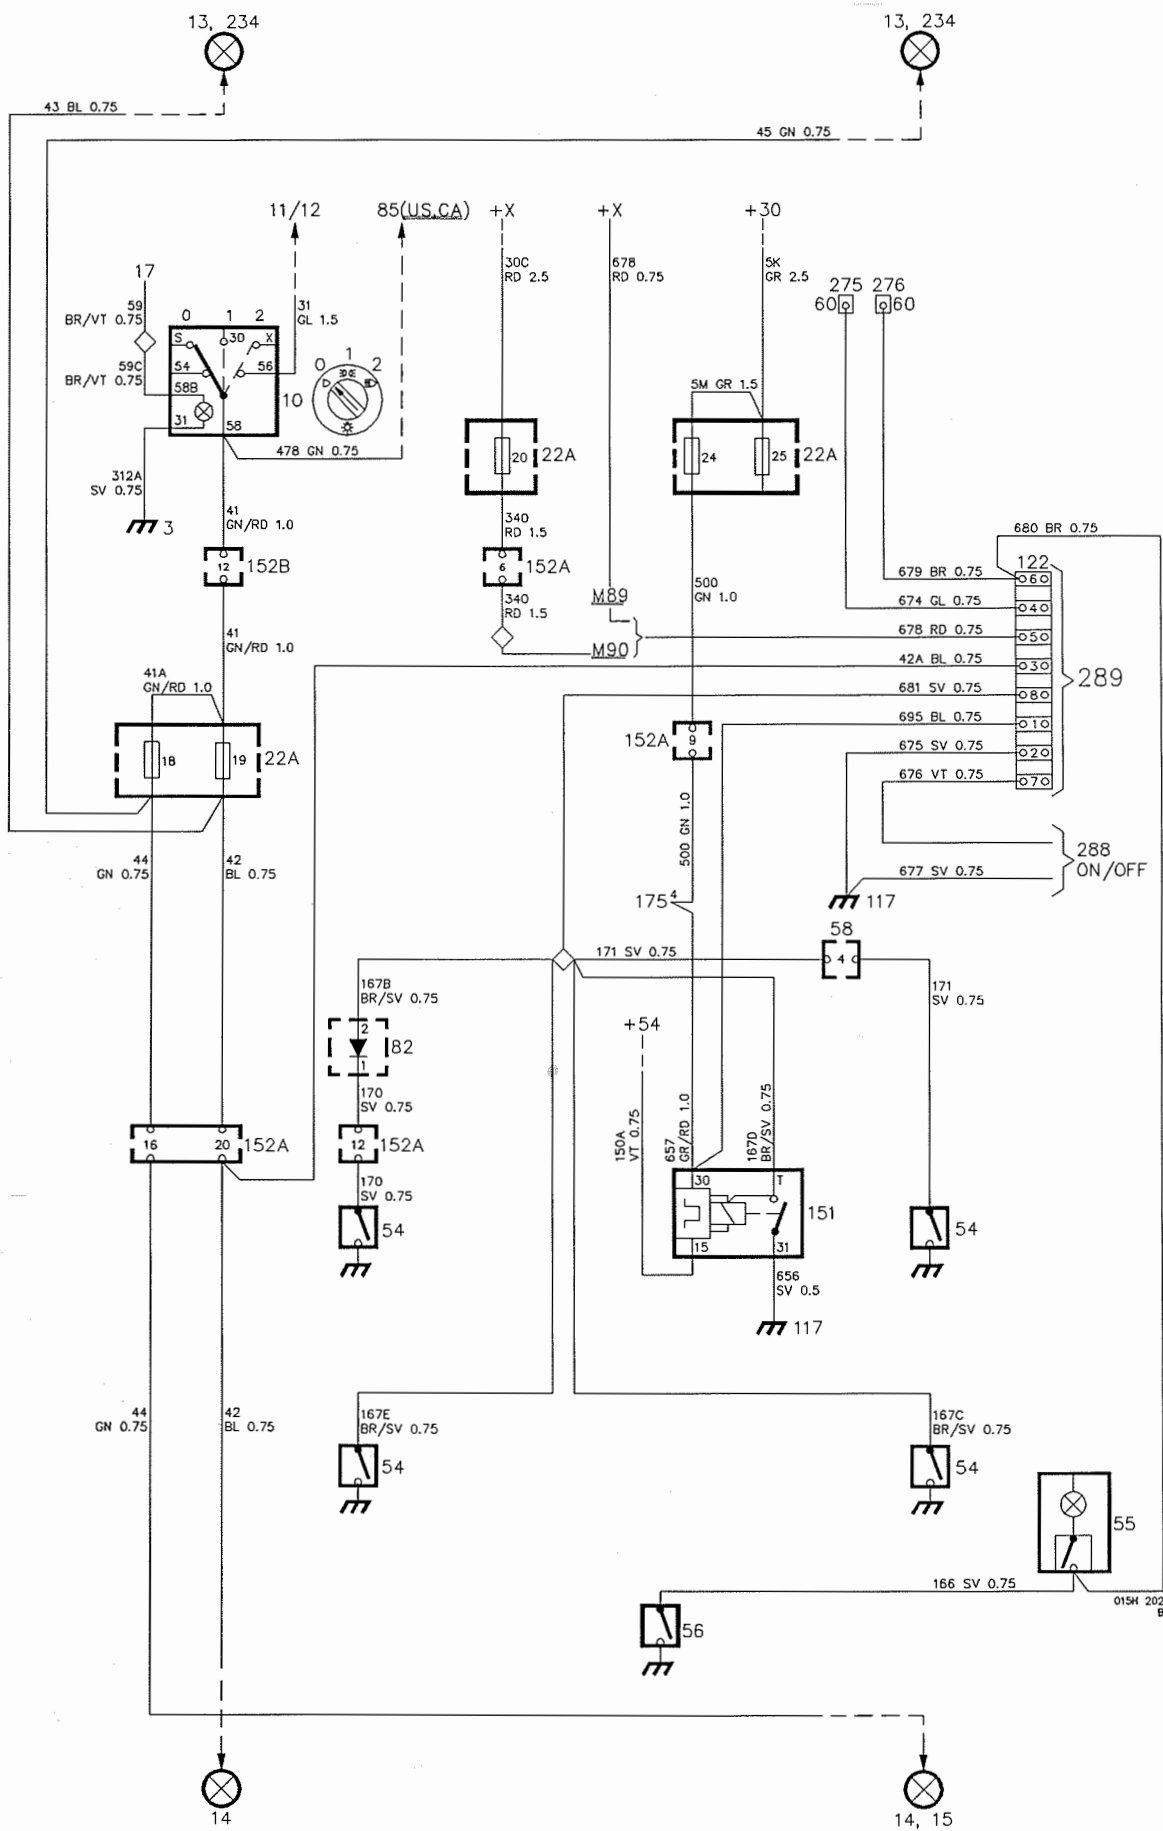 13, 234
13, 234
43 BL 0.75
45 GN 0.75
11/12
85(US,CA)
+X
+X
+30
30C
RD 2.5
678
RD 0.75
5K
GR 2.5
17
59
BR/VT 0.75
0 1 2
31
GL 1.5
275
276
60
60
S
3D
X
59C
BR/VT 0.75
54
56
58B
31
58
10
0
1
2
5M GR 1.5
478 GN 0.75
20
22A
24
25
22A
312A
SV 0.75
3
41
GN/RD 1.0
340
RD 1.5
680 BR 0.75
12
152B
6
152A
122
679 BR 0.75
6
500
GN 1.0
340
RD 1.5
M89
674 GL 0.75
4
678 RD 0.75
5
41
GN/RD 1.0
M90
42A BL 0.75
3
289
41A
GN/RD 1.0
681 SV 0.75
8
695 BL 0.75
1
152A
9
675 SV 0.75
2
18
19
22A
676 VT 0.75
7
500 GN 1.0
44
GN 0.75
42
BL 0.75
288
ON/OFF
677 SV 0.75
175
4
117
58
171 SV 0.75
4
167B
BR/SV 0.75
171
SV 0.75
2
82
1
+54
170
SV 0.75
150A
VT 0.75
657
GR/RD 1.0
167D
BR/SV 0.75
16
20
152A
12
152A
170
SV 0.75
30
T
151
54
54
15
31
656
SV 0.5
117
44
GN 0.75
42
BL 0.75
167E
BR/SV 0.75
167C
BR/SV 0.75
54
54
55
166 SV 0.75
015H 202
56
14
14, 15